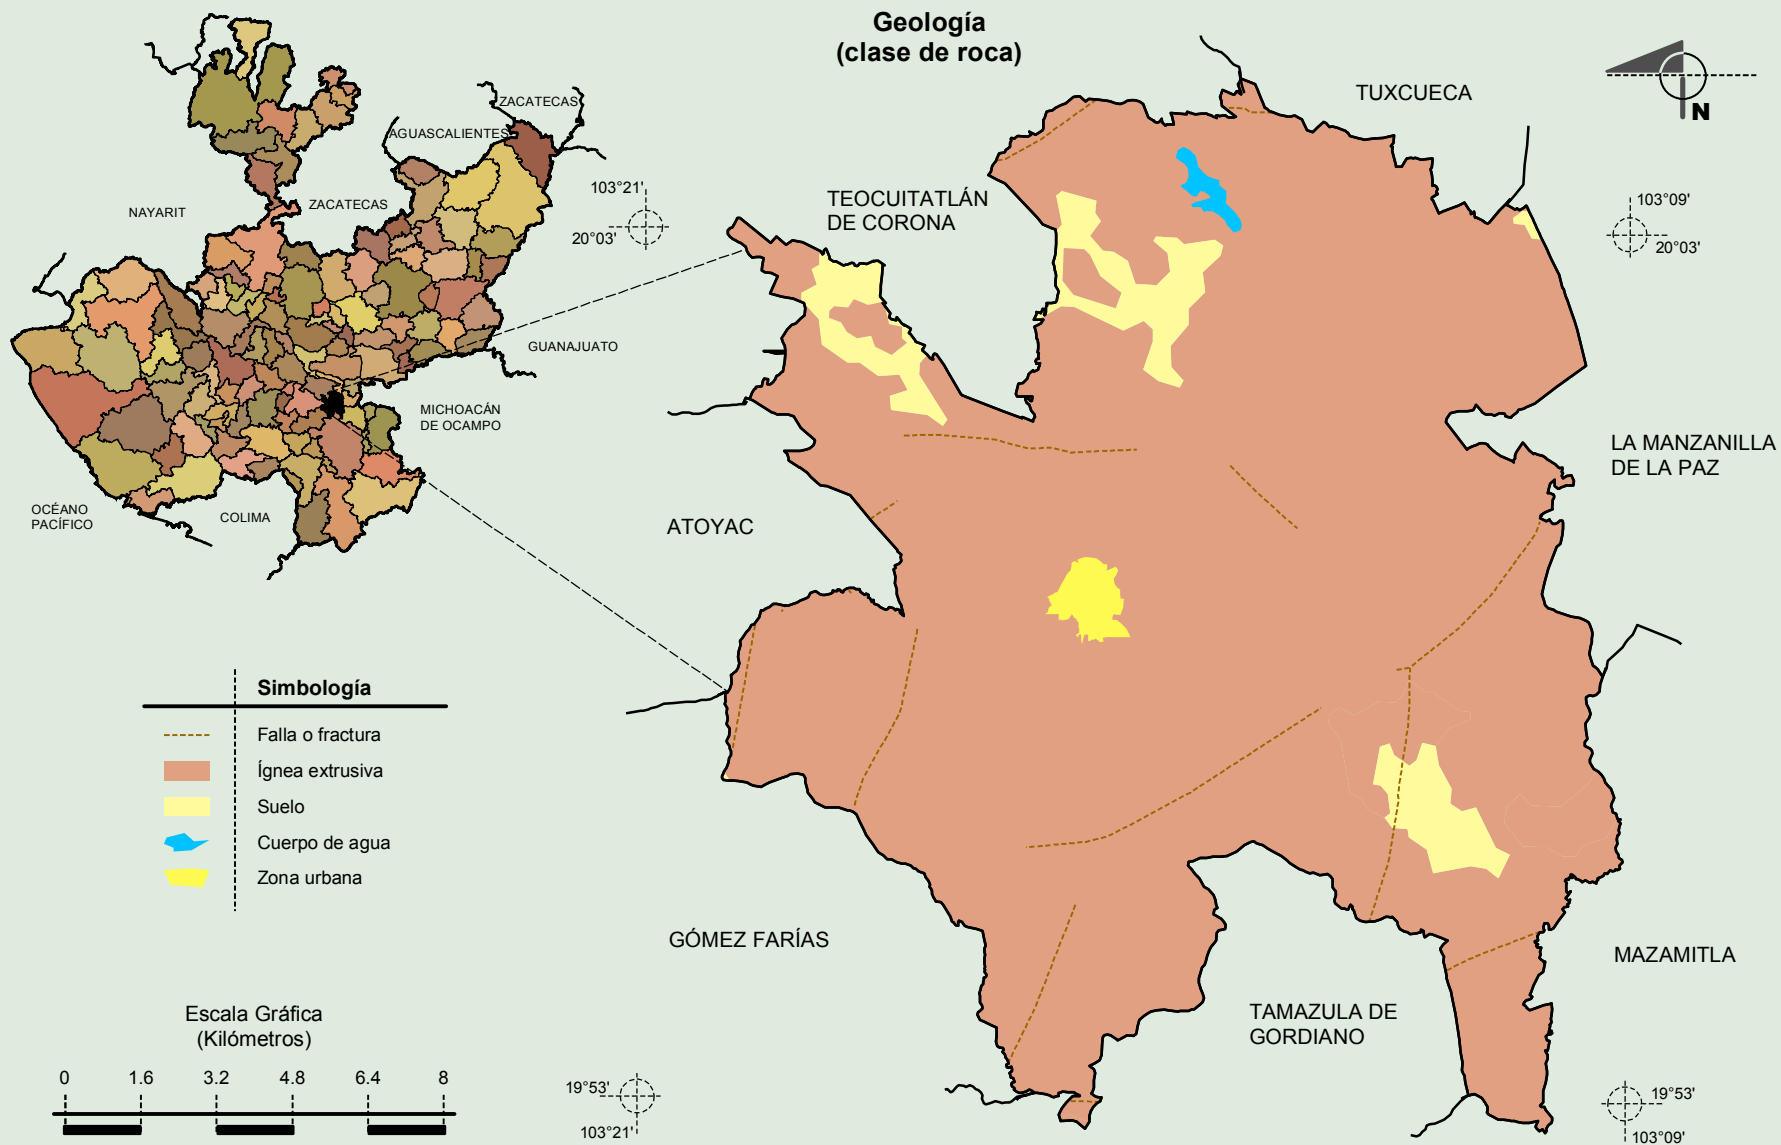 Geología
(clase de roca)
ZACATECAS
AGUASCALIENTES
NAYARIT
ZACATECAS
GUANAJUATO
MICHOACÁN
DE OCAMPO
OCÉANO
PACÍFICO
COLIMA
103°21'
20°03'
TUXCUECA
N
103°09'
20°03'
TEOCUITATLÁN
DE CORONA
LA MANZANILLA
DE LA PAZ
ATOYAC
GÓMEZ FARÍAS
TAMAZULA DE
GORDIANO
MAZAMITLA
Simbología
Falla o fractura
Ígnea extrusiva
Suelo
Cuerpo de agua
Zona urbana
Escala Gráfica
(Kilómetros)
0 1.6 3.2 4.8 6.4 8
19°53'
103°21'
19°53'
103°09'